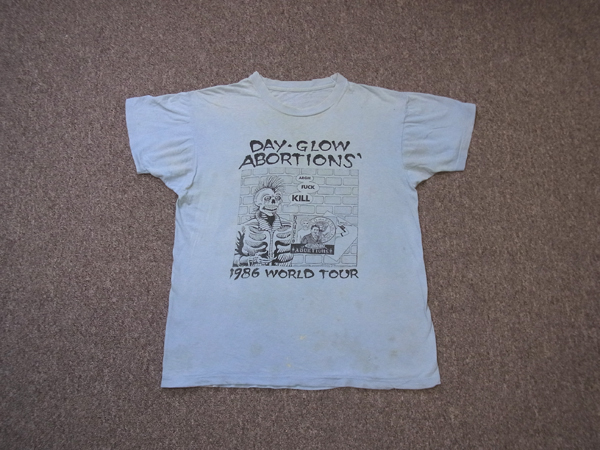 DAY·GLOW
ABORTIONS'
ARGH
FUCK
KILL
ABORTIONS
1986 WORLD TOUR